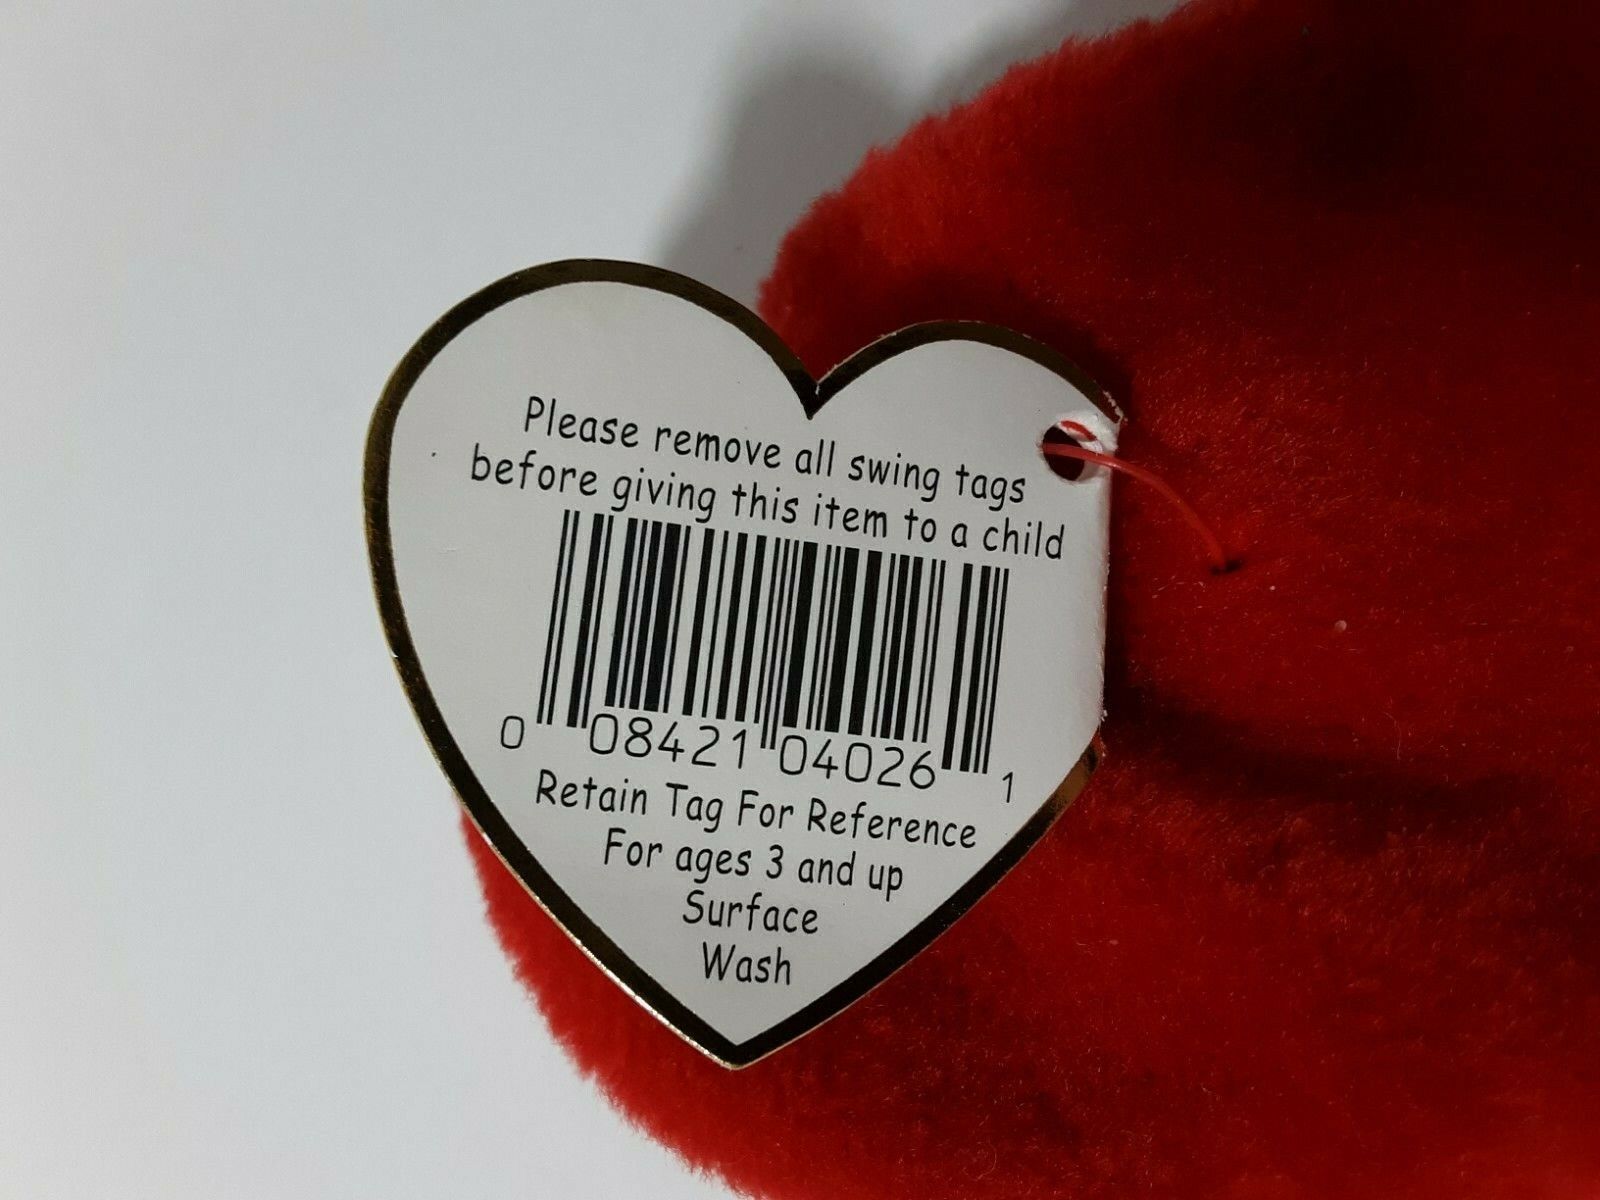 Please remove all swing tags
before giving this item to a child
0 08421 04026 1
Retain Tag For Reference
For ages 3 and up
Surface
Wash